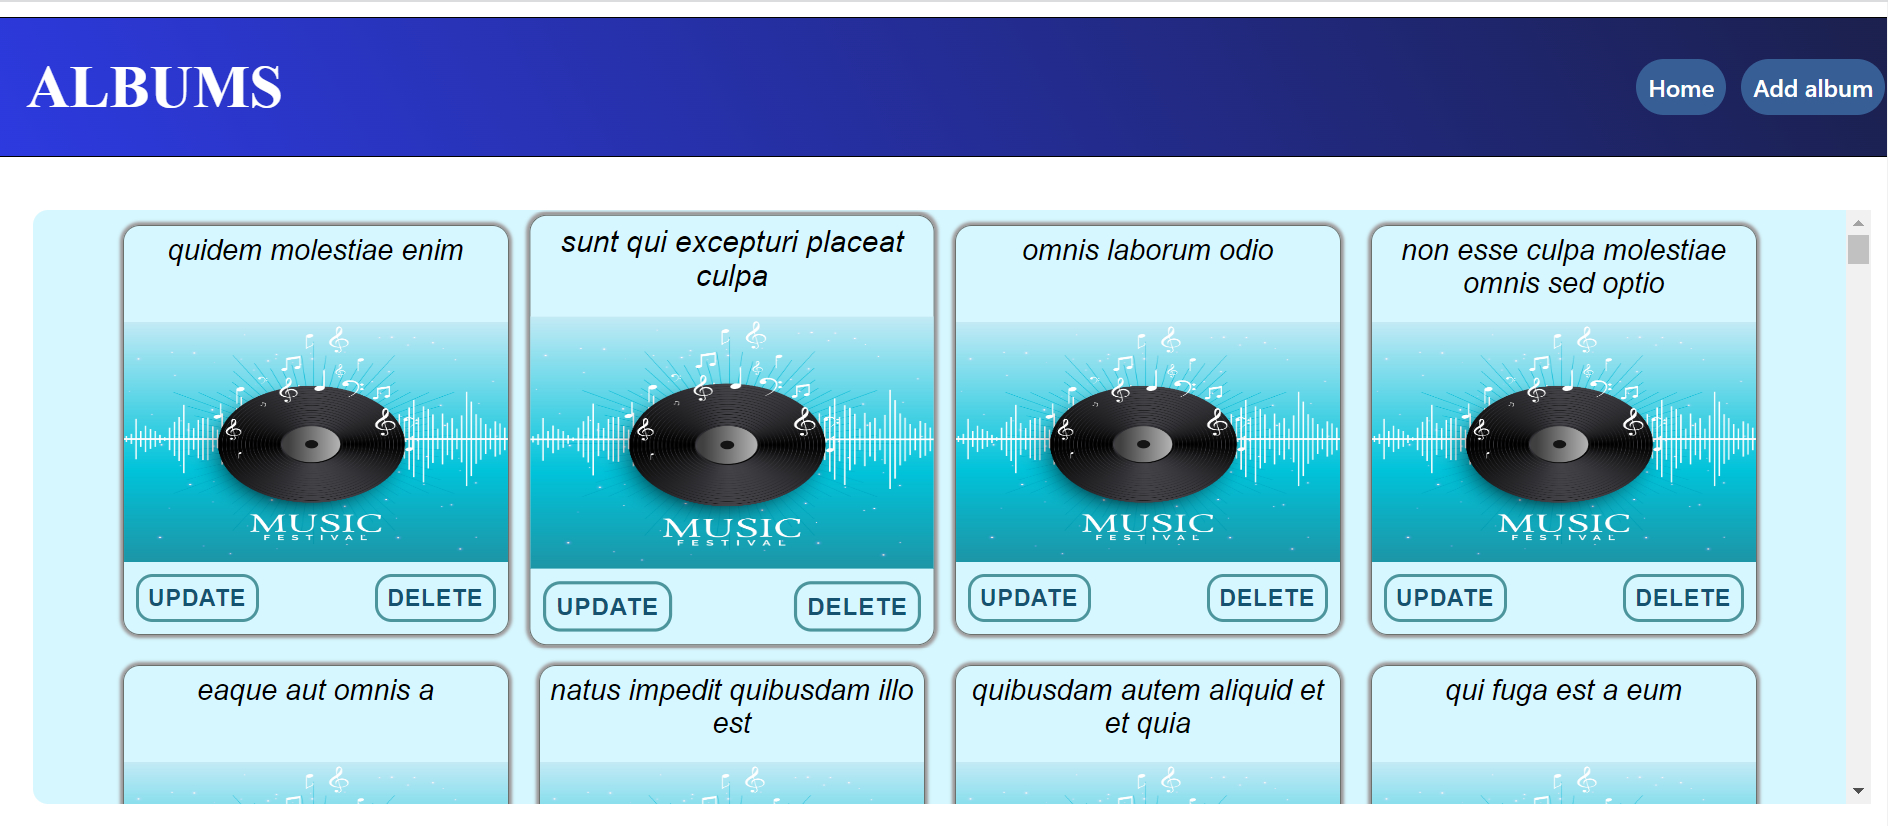 ALBUMS
Home
Add album
quidem molestiae enim
MUSIC
FESTIVAL
UPDATE
DELETE
sunt qui excepturi placeat
culpa
MUSIC
FESTIVAL
UPDATE
DELETE
omnis laborum odio
MUSIC
FESTIVAL
UPDATE
DELETE
non esse culpa molestiae
omnis sed optio
MUSIC
FESTIVAL
UPDATE
DELETE
eaque aut omnis a
natus impedit quibusdam illo
est
quibusdam autem aliquid et
et quia
qui fuga est a eum